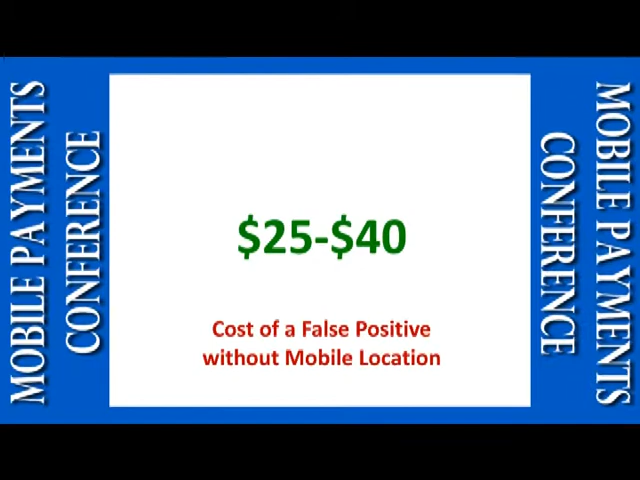 MOBILE PAYMENTS
CONFERENCE
$25-$40
Cost of a False Positive
without Mobile Location
CONFERENCE
MOBILE PAYMENTS